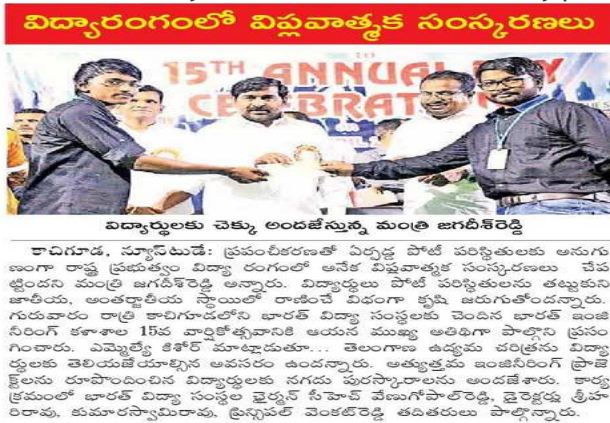 విద్యారంగంలో విప్లవాత్మక సంస్కరణలు
15TH ANNUAL DAY
CELEBRATIONS
విద్యార్థులకు చెక్కు అందజేస్తున్న మంత్రి జగదీశ్‌రెడ్డి
కాచిగూడ, న్యూస్‌టుడే: ప్రపంచీకరణతో ఏర్పడ్డ పోటీ పరిస్థితులకు అనుగు
ణంగా రాష్ట్ర ప్రభుత్వం విద్యా రంగంలో అనేక విప్లవాత్మక సంస్కరణలు చేప
ట్టిందని మంత్రి జగదీశ్‌రెడ్డి అన్నారు. విద్యార్థులు పోటీ పరిస్థితులను తట్టుకుని
జాతీయ, అంతర్జాతీయ స్థాయిలో రాణించే విధంగా కృషి జరుగుతోందన్నారు.
గురువారం రాత్రి కాచిగూడలోని భారత్ విద్యా సంస్థలకు చెందిన భారత్ ఇంజి
నీరింగ్ కళాశాల 15వ వార్షికోత్సవానికి ఆయన ముఖ్య అతిథిగా పాల్గొని ప్రసం
గించారు. ఎమ్మెల్యే కిశోర్ మాట్లాడుతూ... తెలంగాణ ఉద్యమ చరిత్రను విద్యా
ర్థులకు తెలియజేయాల్సిన అవసరం ఉందన్నారు. అత్యుత్తమ ఇంజినీరింగ్ ప్రాజె
క్ట్‌లను రూపొందించిన విద్యార్థులకు నగదు పురస్కారాలను అందజేశారు. కార్య
క్రమంలో భారత్ విద్యా సంస్థల ఛైర్మన్ సీహెచ్ వేణుగోపాల్‌రెడ్డి, డైరెక్టర్లు శ్రీహ
రిరావు, కుమారస్వామిరావు, ప్రిన్సిపల్ వెంకట్‌రెడ్డి తదితరులు పాల్గొన్నారు.